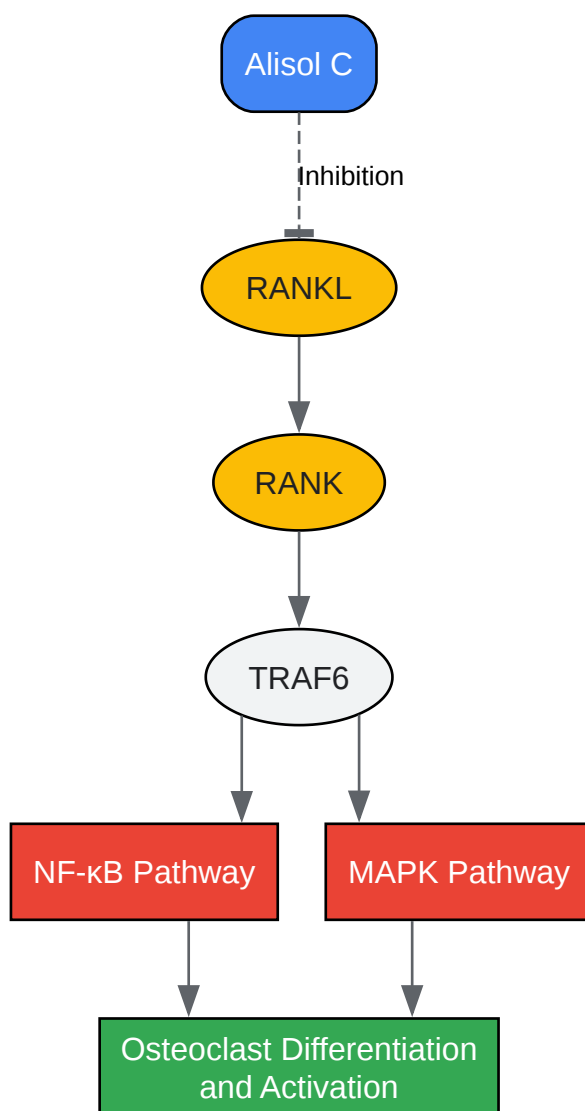 Alisol C
Inhibition
RANKL
RANK
TRAF6
NF-κB Pathway
MAPK Pathway
Osteoclast Differentiation
and Activation